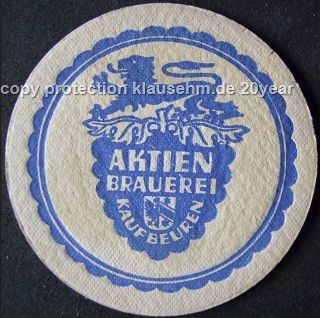 copy protection klausehm.de 20year
AKTIEN
BRAUEREI
KAUFBEUREN